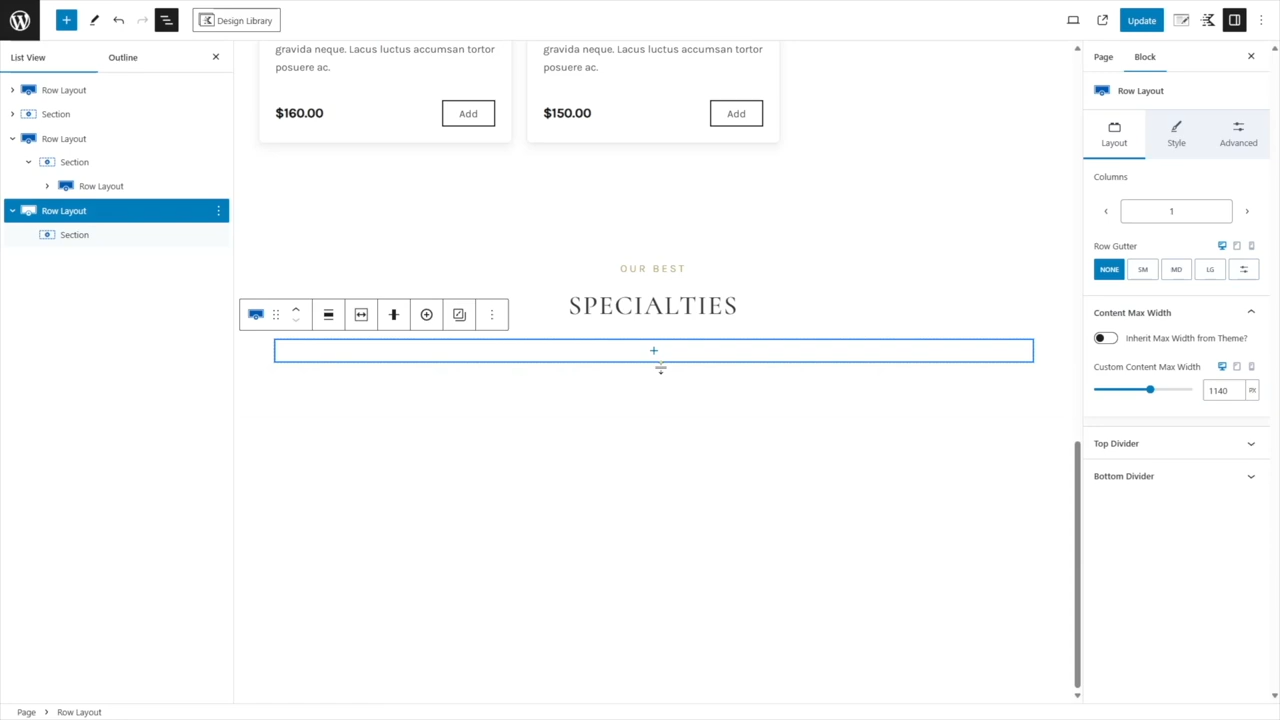 Design Library
Update
List View
Outline
Row Layout
Section
Row Layout
Section
Row Layout
Row Layout
Section
gravida neque. Lacus luctus accumsan tortor
posuere ac.
$160.00
Add
gravida neque. Lacus luctus accumsan tortor
posuere ac.
$150.00
Add
OUR BEST
SPECIALTIES
Page
Block
Row Layout
Layout
Style
Advanced
Columns
1
Row Gutter
NONE
SM
MD
LG
Content Max Width
Inherit Max Width from Theme?
Custom Content Max Width
1140
PX
Top Divider
Bottom Divider
Page
Row Layout